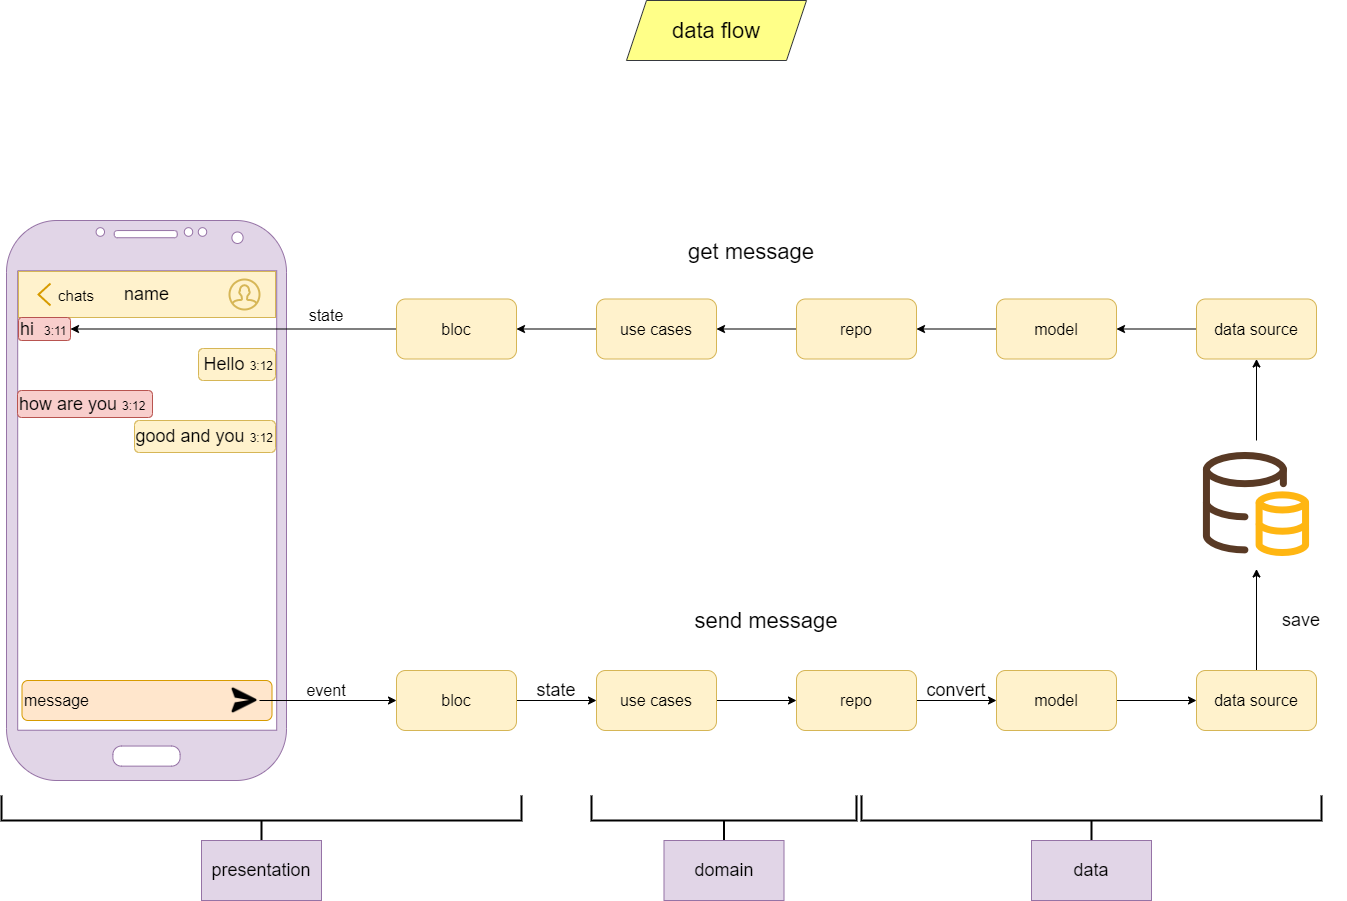 data flow
get message
chats name
state
bloc
use cases
repo
model
data source
hi 3:11
Hello 3:12
how are you 3:12
good and you 3:12
send message
save
message
event
bloc
state
use cases
repo
convert
model
data source
presentation
domain
data